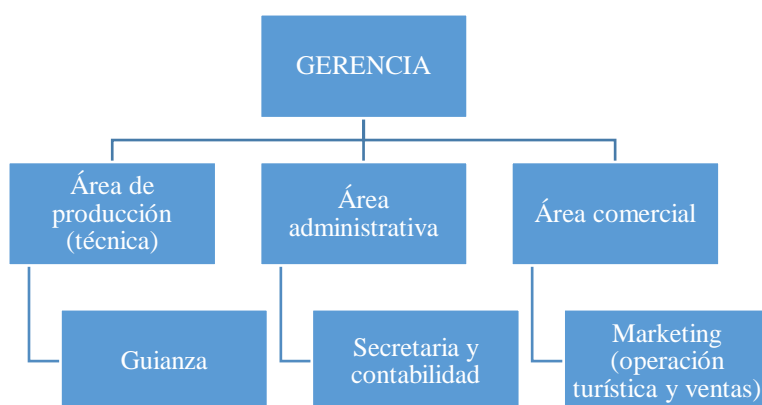 GERENCIA
Área de
producción
(técnica)
Área
administrativa
Área comercial
Guianza
Secretaria y
contabilidad
Marketing
(operación
turística y ventas)